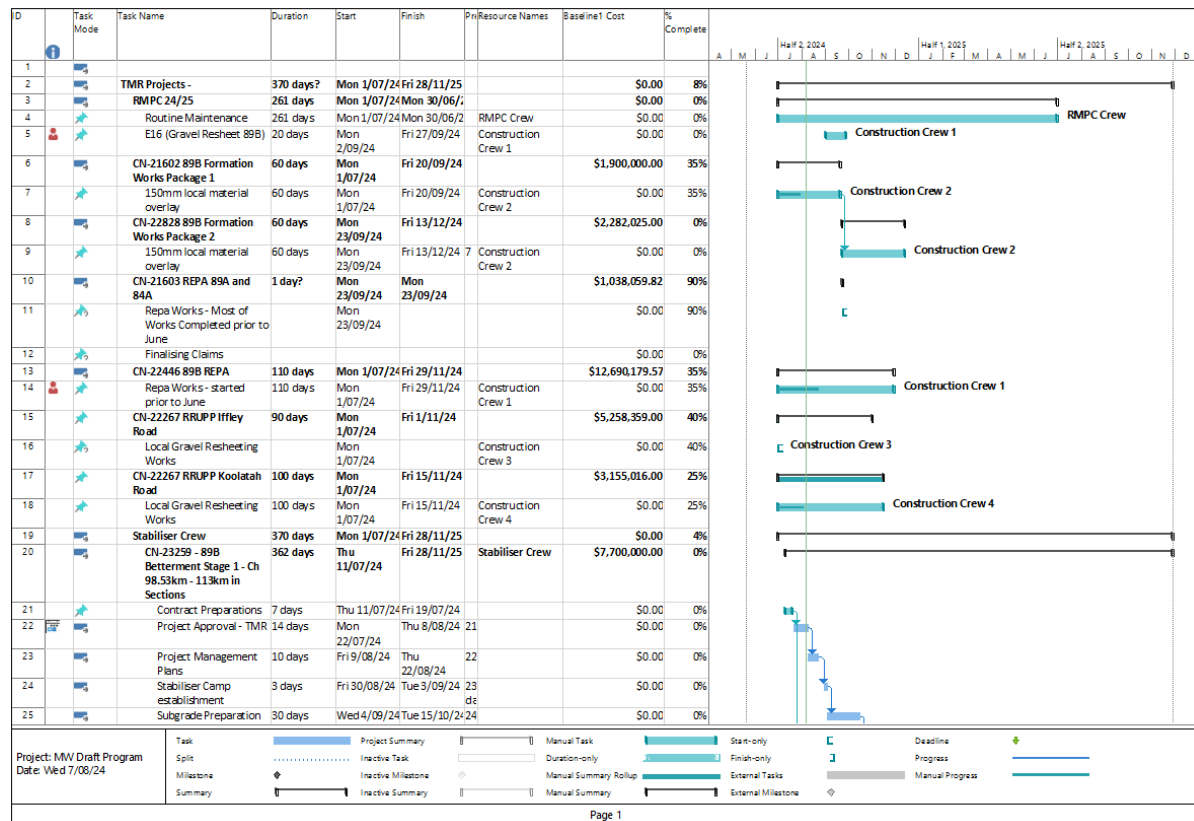 ID Task Mode Task Name Duration Start Finish Pre Resource Names Baseline1 Cost % Complete
Half 2, 2024 Half 1, 2025 Half 2, 2025
A M J J A S O N D J F M A M J J A S O N D
1
2 TMR Projects - 370 days? Mon 1/07/24 Fri 28/11/25 $0.00 8%
3 RMPC 24/25 261 days Mon 1/07/24 Mon 30/06/2 $0.00 0%
4 Routine Maintenance 261 days Mon 1/07/24 Mon 30/06/2 RMPC Crew $0.00 0% RMPC Crew
5 E16 (Gravel Resheet 89B) 20 days Mon Fri 27/09/24 Construction $0.00 0% Construction Crew 1
2/09/24 Crew 1
6 CN-21602 89B Formation 60 days Mon Fri 20/09/24 $1,900,000.00 35%
Works Package 1 1/07/24
7 150mm local material 60 days Mon Fri 20/09/24 Construction $0.00 35% Construction Crew 2
overlay 1/07/24 Crew 2
8 CN-22828 89B Formation 60 days Mon Fri 13/12/24 $2,282,025.00 0%
Works Package 2 23/09/24
9 150mm local material 60 days Mon Fri 13/12/24 7 Construction $0.00 0% Construction Crew 2
overlay 23/09/24 Crew 2
10 CN-21603 REPA 89A and 1 day? Mon Mon $1,038,059.82 90%
84A 23/09/24 23/09/24
11 Repa Works - Most of Mon $0.00 90%
Works Completed prior to 23/09/24
June
12 Finalising Claims $0.00 0%
13 CN-22446 89B REPA 110 days Mon 1/07/24 Fri 29/11/24 $12,690,179.57 35%
14 Repa Works - started 110 days Mon Fri 29/11/24 Construction $0.00 35% Construction Crew 1
prior to June 1/07/24 Crew 1
15 CN-22267 RRUPP Iffley 90 days Mon Fri 1/11/24 $5,258,359.00 40%
Road 1/07/24
16 Local Gravel Resheeting Mon Construction $0.00 40% Construction Crew 3
Works 1/07/24 Crew 3
17 CN-22267 RRUPP Koolatah 100 days Mon Fri 15/11/24 $3,155,016.00 25%
Road 1/07/24
18 Local Gravel Resheeting 100 days Mon Fri 15/11/24 Construction $0.00 25% Construction Crew 4
Works 1/07/24 Crew 4
19 Stabiliser Crew 370 days Mon 1/07/24 Fri 28/11/25 $0.00 4%
20 CN-23259 - 89B 362 days Thu Fri 28/11/25 Stabiliser Crew $7,700,000.00 0%
Betterment Stage 1 - Ch 11/07/24
98.53km - 113km in
Sections
21 Contract Preparations 7 days Thu 11/07/24 Fri 19/07/24 $0.00 0%
22 Project Approval - TMR 14 days Mon Thu 8/08/24 21 $0.00 0%
22/07/24
23 Project Management 10 days Fri 9/08/24 Thu 22 $0.00 0%
Plans 22/08/24
24 Stabiliser Camp 3 days Fri 30/08/24 Tue 3/09/24 23 $0.00 0%
establishment da
25 Subgrade Preparation 30 days Wed 4/09/24 Tue 15/10/24 24 $0.00 0%
Project: MW Draft Program
Date: Wed 7/08/24
Task Project Summary Manual Task Start-only Deadline
Split Inactive Task Duration-only Finish-only Progress
Milestone Inactive Milestone Manual Summary Rollup External Tasks Manual Progress
Summary Inactive Summary Manual Summary External Milestone
Page 1